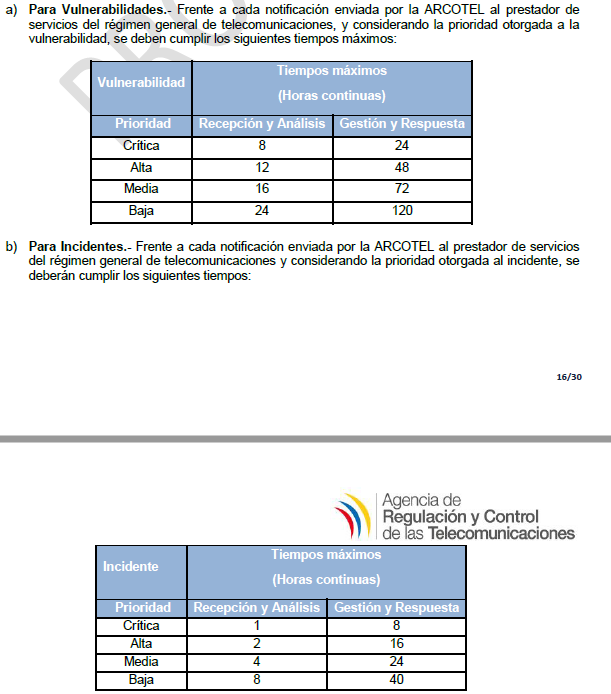 a) Para Vulnerabilidades.- Frente a cada notificación enviada por la ARCOTEL al prestador de
servicios del régimen general de telecomunicaciones, y considerando la prioridad otorgada a la
vulnerabilidad, se deben cumplir los siguientes tiempos máximos:
Vulnerabilidad Tiempos máximos
(Horas continuas)
Prioridad Recepción y Análisis Gestión y Respuesta
Crítica 8 24
Alta 12 48
Media 16 72
Baja 24 120
b) Para Incidentes.- Frente a cada notificación enviada por la ARCOTEL al prestador de servicios
del régimen general de telecomunicaciones y considerando la prioridad otorgada al incidente, se
deberán cumplir los siguientes tiempos:
16/30
Agencia de
Regulación y Control
de las Telecomunicaciones
Incidente Tiempos máximos
(Horas continuas)
Prioridad Recepción y Análisis Gestión y Respuesta
Crítica 1 8
Alta 2 16
Media 4 24
Baja 8 40